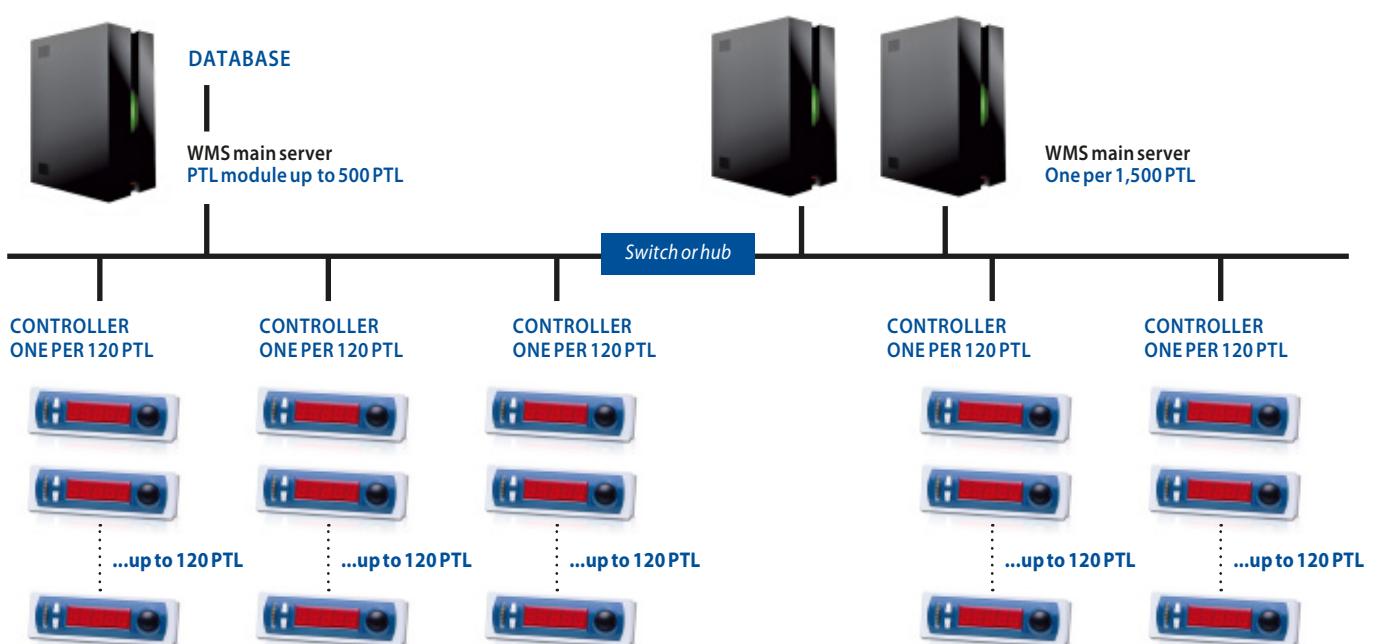 DATABASE
WMS main server
PTL module up to 500 PTL
WMS main server
One per 1,500 PTL
Switch or hub
CONTROLLER
ONE PER 120 PTL
CONTROLLER
ONE PER 120 PTL
CONTROLLER
ONE PER 120 PTL
CONTROLLER
ONE PER 120 PTL
CONTROLLER
ONE PER 120 PTL
...up to 120 PTL
...up to 120 PTL
...up to 120 PTL
...up to 120 PTL
...up to 120 PTL